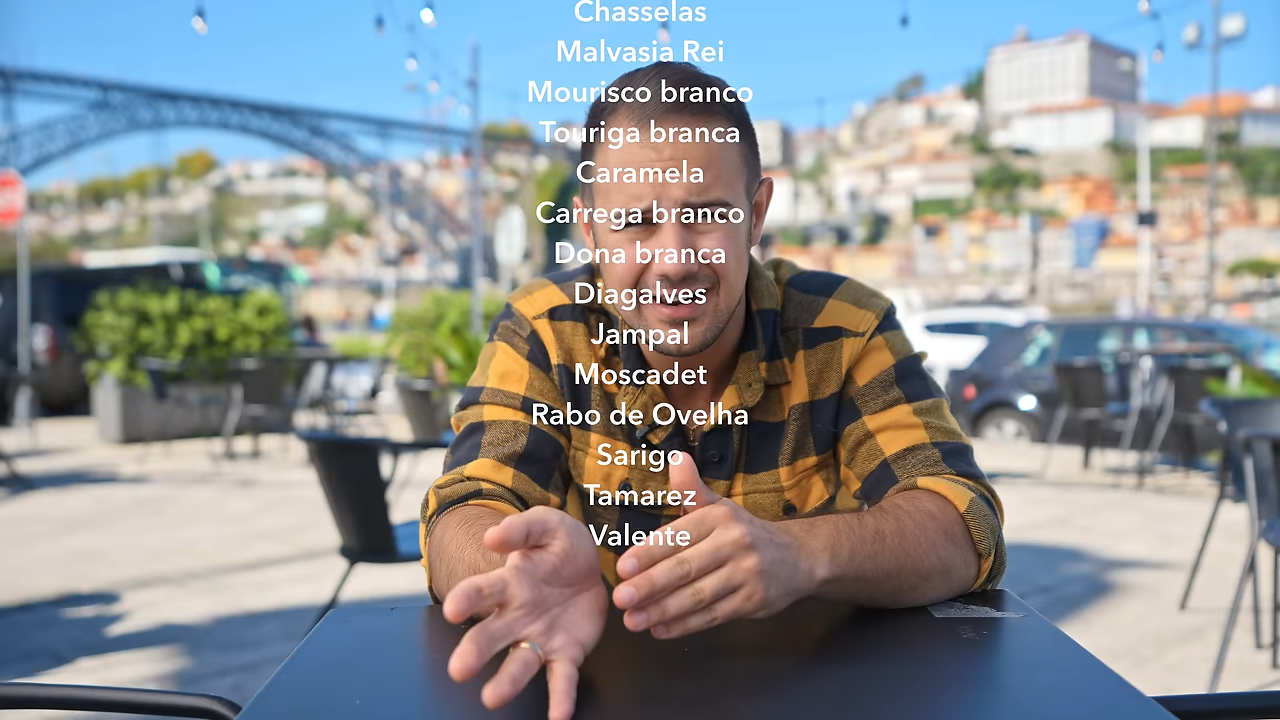 Chasselas
Malvasia Rei
Mourisco branco
Touriga branca
Caramela
Carrega branco
Dona branca
Diagalves
Jampal
Moscadet
Rabo de Ovelha
Sarigo
Tamarez
Valente